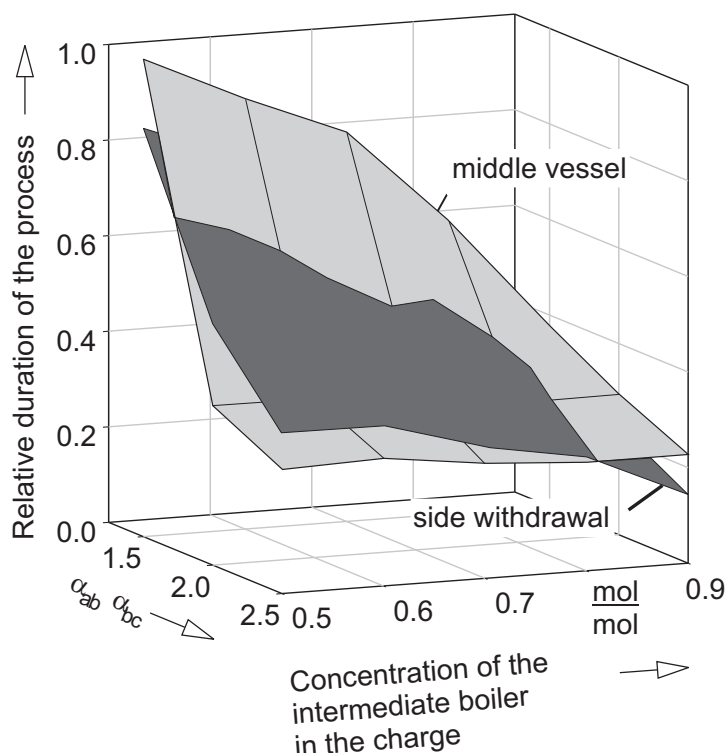 1.0
middle vessel
0.8
0.6
0.4
0.2
0.0
Relative duration of the process
side withdrawal
1.5
2.0
2.5
αab αbc
0.5
0.6
0.7
mol
mol
0.9
Concentration of the
intermediate boiler
in the charge